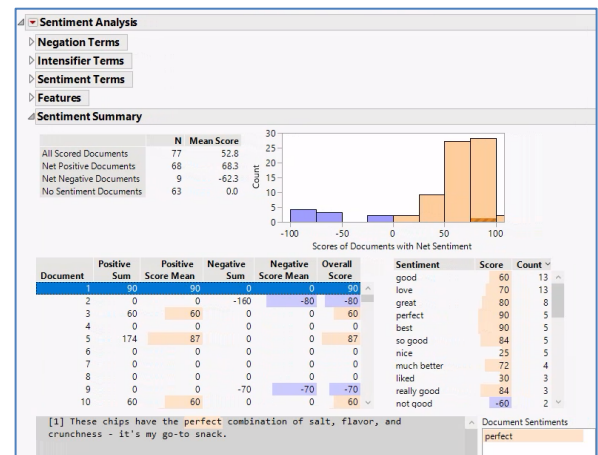 Sentiment Analysis
Negation Terms
Intensifier Terms
Sentiment Terms
Features
Sentiment Summary
N Mean Score
All Scored Documents 77 52.8
Net Positive Documents 68 68.3
Net Negative Documents 9 -62.3
No Sentiment Documents 63 0.0
30
25
20
15
10
5
0
Count
-100 -50 0 50 100
Scores of Documents with Net Sentiment
Document Positive Sum Positive Score Mean Negative Sum Negative Score Mean Overall Score
1 90 90 0 0 90
2 0 0 -160 -80 -80
3 60 60 0 0 60
4 0 0 0 0 0
5 174 87 0 0 87
6 0 0 0 0 0
7 0 0 0 0 0
8 0 0 0 0 0
9 0 0 -70 -70 -70
10 60 60 0 0 60
Sentiment Score Count
good 60 13
love 70 13
great 80 8
perfect 90 5
best 90 5
so good 84 5
nice 25 5
much better 72 4
liked 30 3
really good 84 3
not good -60 2
[1] These chips have the perfect combination of salt, flavor, and
crunchness - it's my go-to snack.
Document Sentiments
perfect